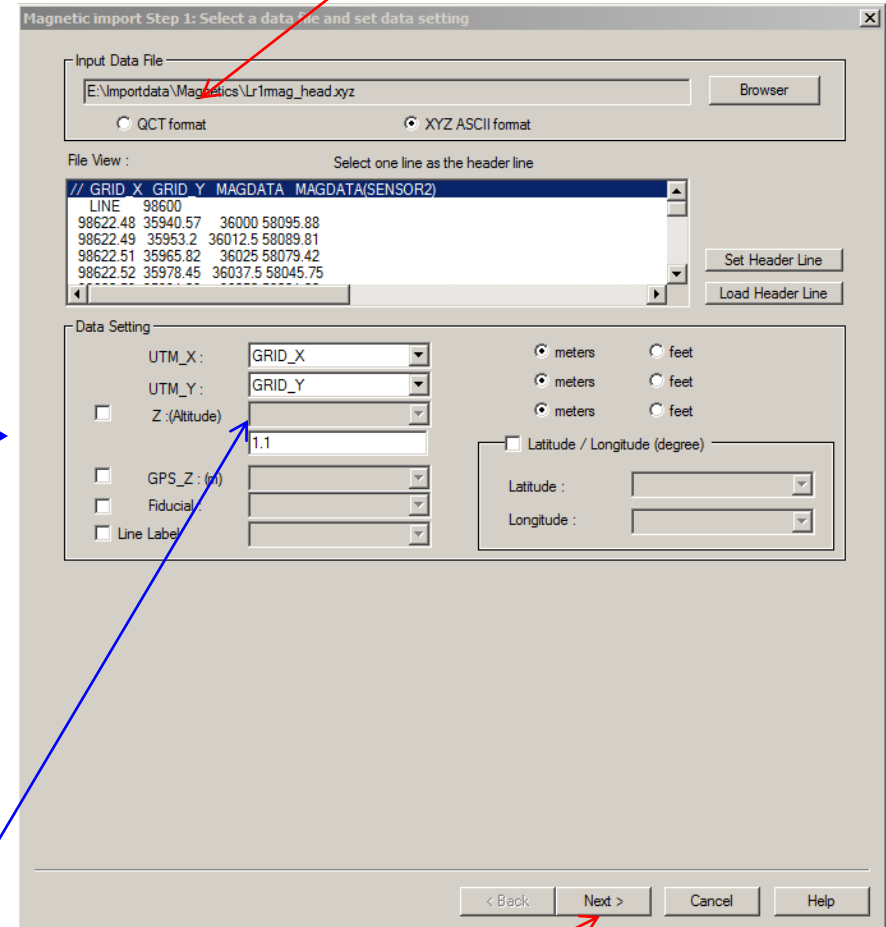 Magnetic import Step 1: Select a data file and set data setting
Input Data File
E:\Importdata\Magnetics\Lr1mag_head.xyz
Browser
QCT format
XYZ ASCII format
File View :
Select one line as the header line
// GRID_X GRID_Y MAGDATA MAGDATA(SENSOR2)
LINE 98600
98622.48 35940.57 36000 58095.88
98622.49 35953.2 36012.5 58089.81
98622.51 35965.82 36025 58079.42
98622.52 35978.45 36037.5 58045.75
Set Header Line
Load Header Line
Data Setting
UTM_X :
GRID_X
meters
feet
UTM_Y :
GRID_Y
meters
feet
Z :(Altitude)
meters
feet
1.1
Latitude / Longitude (degree)
GPS_Z : (m)
Latitude :
Fiducial :
Longitude :
Line Label
< Back
Next >
Cancel
Help